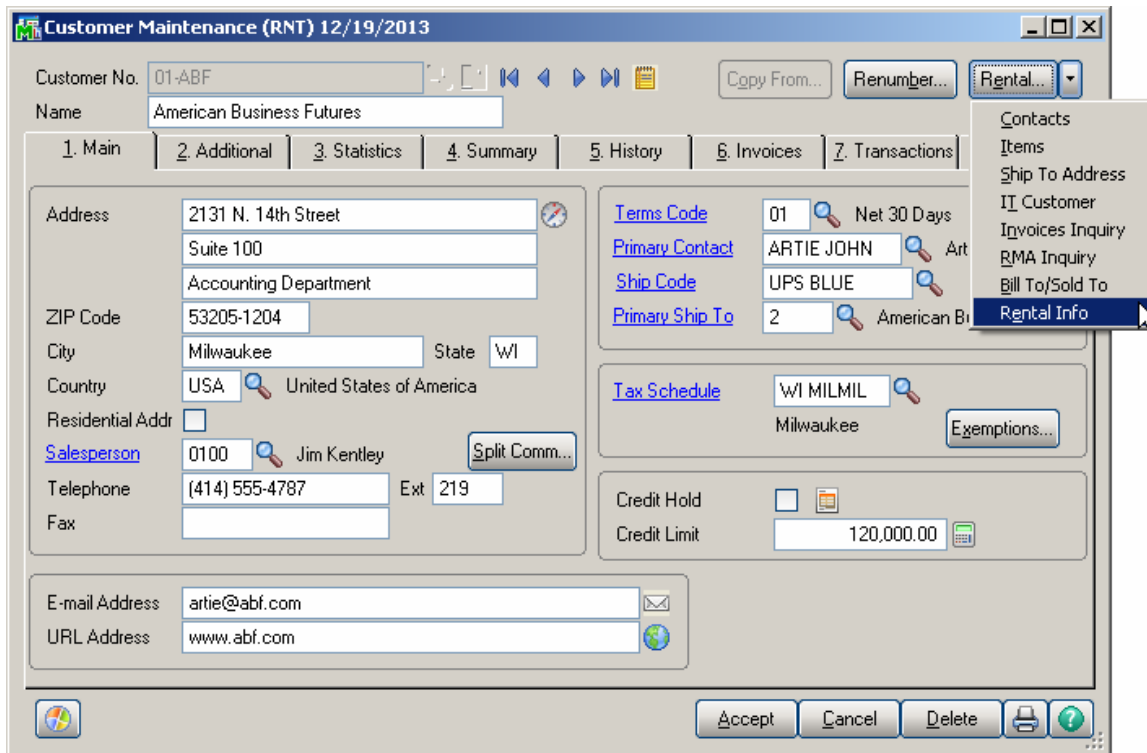 Customer Maintenance (RNT) 12/19/2013
Customer No. 01-ABF Copy From... Renumber... Rental...
Name American Business Futures
Contacts
Items
Ship To Address
IT Customer
Invoices Inquiry
RMA Inquiry
Bill To/Sold To
Rental Info
1. Main 2. Additional 3. Statistics 4. Summary 5. History 6. Invoices 7. Transactions
Address 2131 N. 14th Street
Suite 100
Accounting Department
ZIP Code 53205-1204
City Milwaukee State WI
Country USA United States of America
Residential Addr
Salesperson 0100 Jim Kentley Split Comm...
Telephone (414) 555-4787 Ext 219
Fax
Terms Code 01 Net 30 Days
Primary Contact ARTIE JOHN Art
Ship Code UPS BLUE
Primary Ship To 2 American
Tax Schedule WI MILMIL
Milwaukee Exemptions...
Credit Hold
Credit Limit 120,000.00
E-mail Address artie@abf.com
URL Address www.abf.com
Accept Cancel Delete